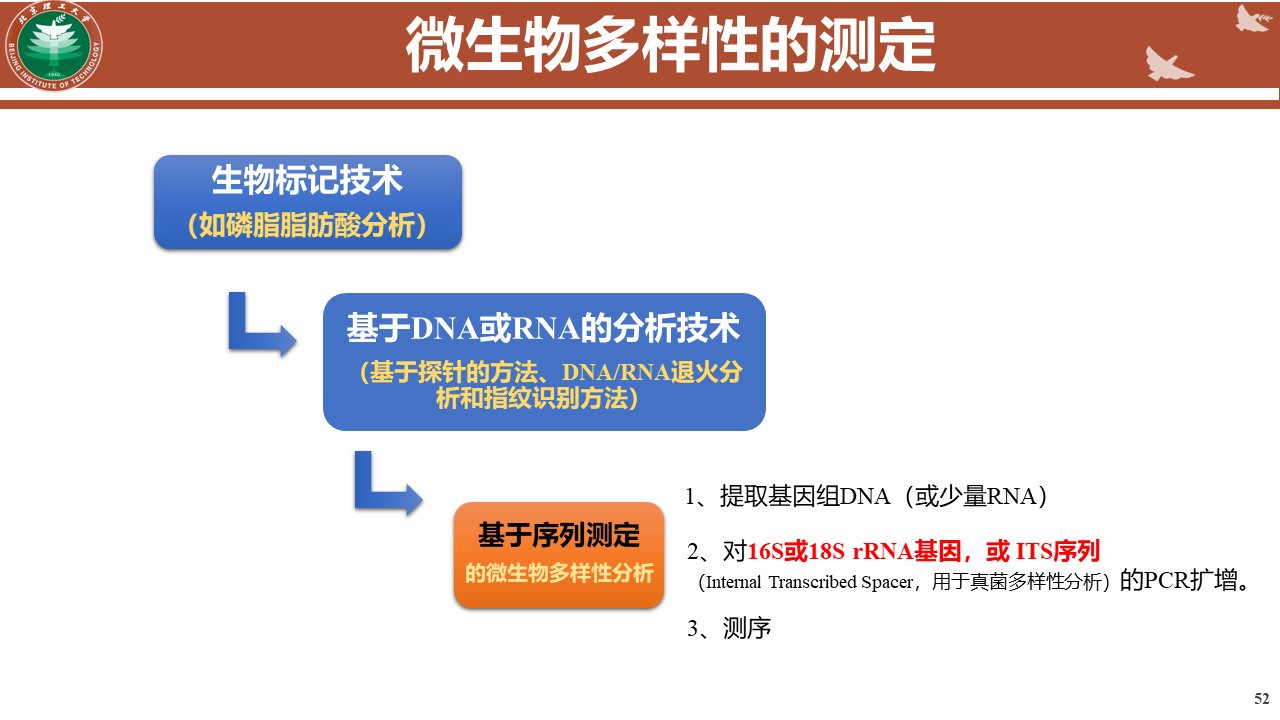 微生物多样性的测定
北京理工大学
BEIJING INSTITUTE OF TECHNOLOGY
1940
生物标记技术
（如磷脂脂肪酸分析）
基于DNA或RNA的分析技术
（基于探针的方法、DNA/RNA退火分
析和指纹识别方法）
基于序列测定
的微生物多样性分析
1、提取基因组DNA（或少量RNA）
2、对16S或18S rRNA基因，或 ITS序列
（Internal Transcribed Spacer，用于真菌多样性分析）的PCR扩增。
3、测序
52